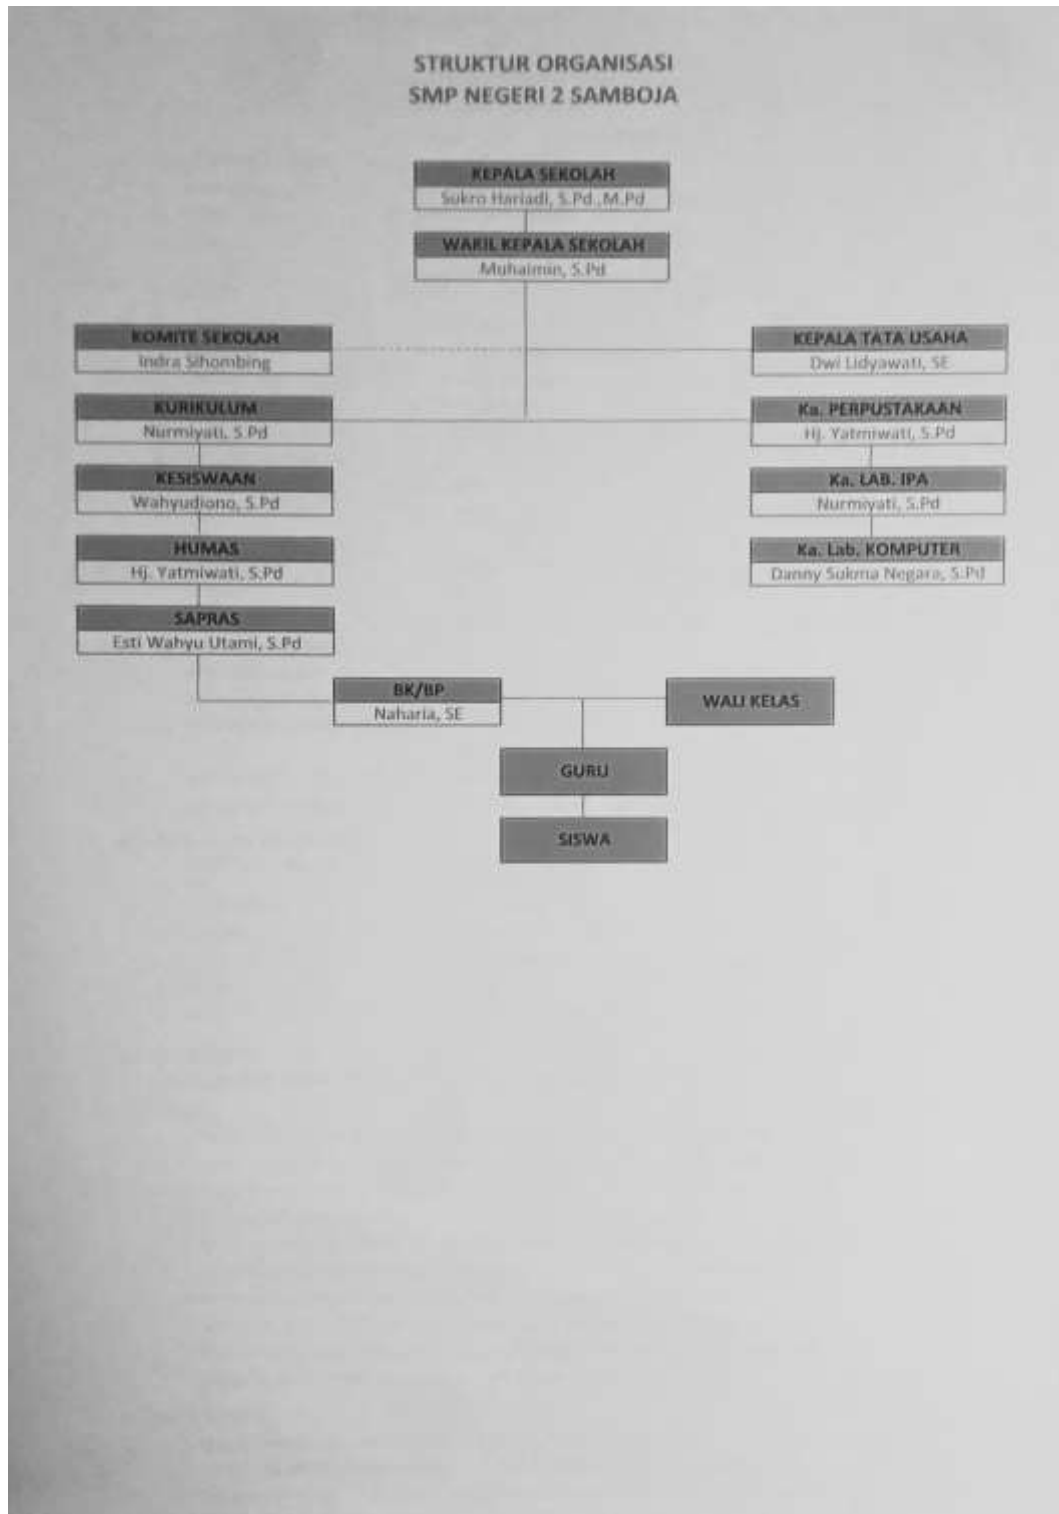 STRUKTUR ORGANISASI
SMP NEGERI 2 SAMBOJA
KEPALA SEKOLAH
Sukro Hariadi, S.Pd.,M.Pd
WAKIL KEPALA SEKOLAH
Muhaimin, S.Pd
KOMITE SEKOLAH
Indra Sihombing
KEPALA TATA USAHA
Dwi Lidyawati, SE
KURIKULUM
Nurmiyati, S.Pd
Ka. PERPUSTAKAAN
Hj. Yatmiwati, S.Pd
KESISWAAN
Wahyudiono, S.Pd
Ka. LAB. IPA
Nurmiyati, S.Pd
HUMAS
Hj. Yatmiwati, S.Pd
Ka. Lab. KOMPUTER
Danny Sukma Negara, S.Pd
SAPRAS
Esti Wahyu Utami, S.Pd
BK/BP
Naharia, SE
WALI KELAS
GURU
SISWA